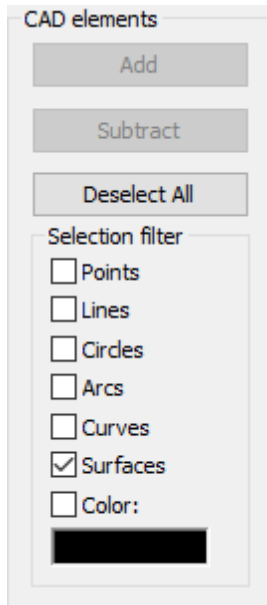 CAD elements
Add
Subtract
Deselect All
Selection filter
Points
Lines
Circles
Arcs
Curves
Surfaces
Color: